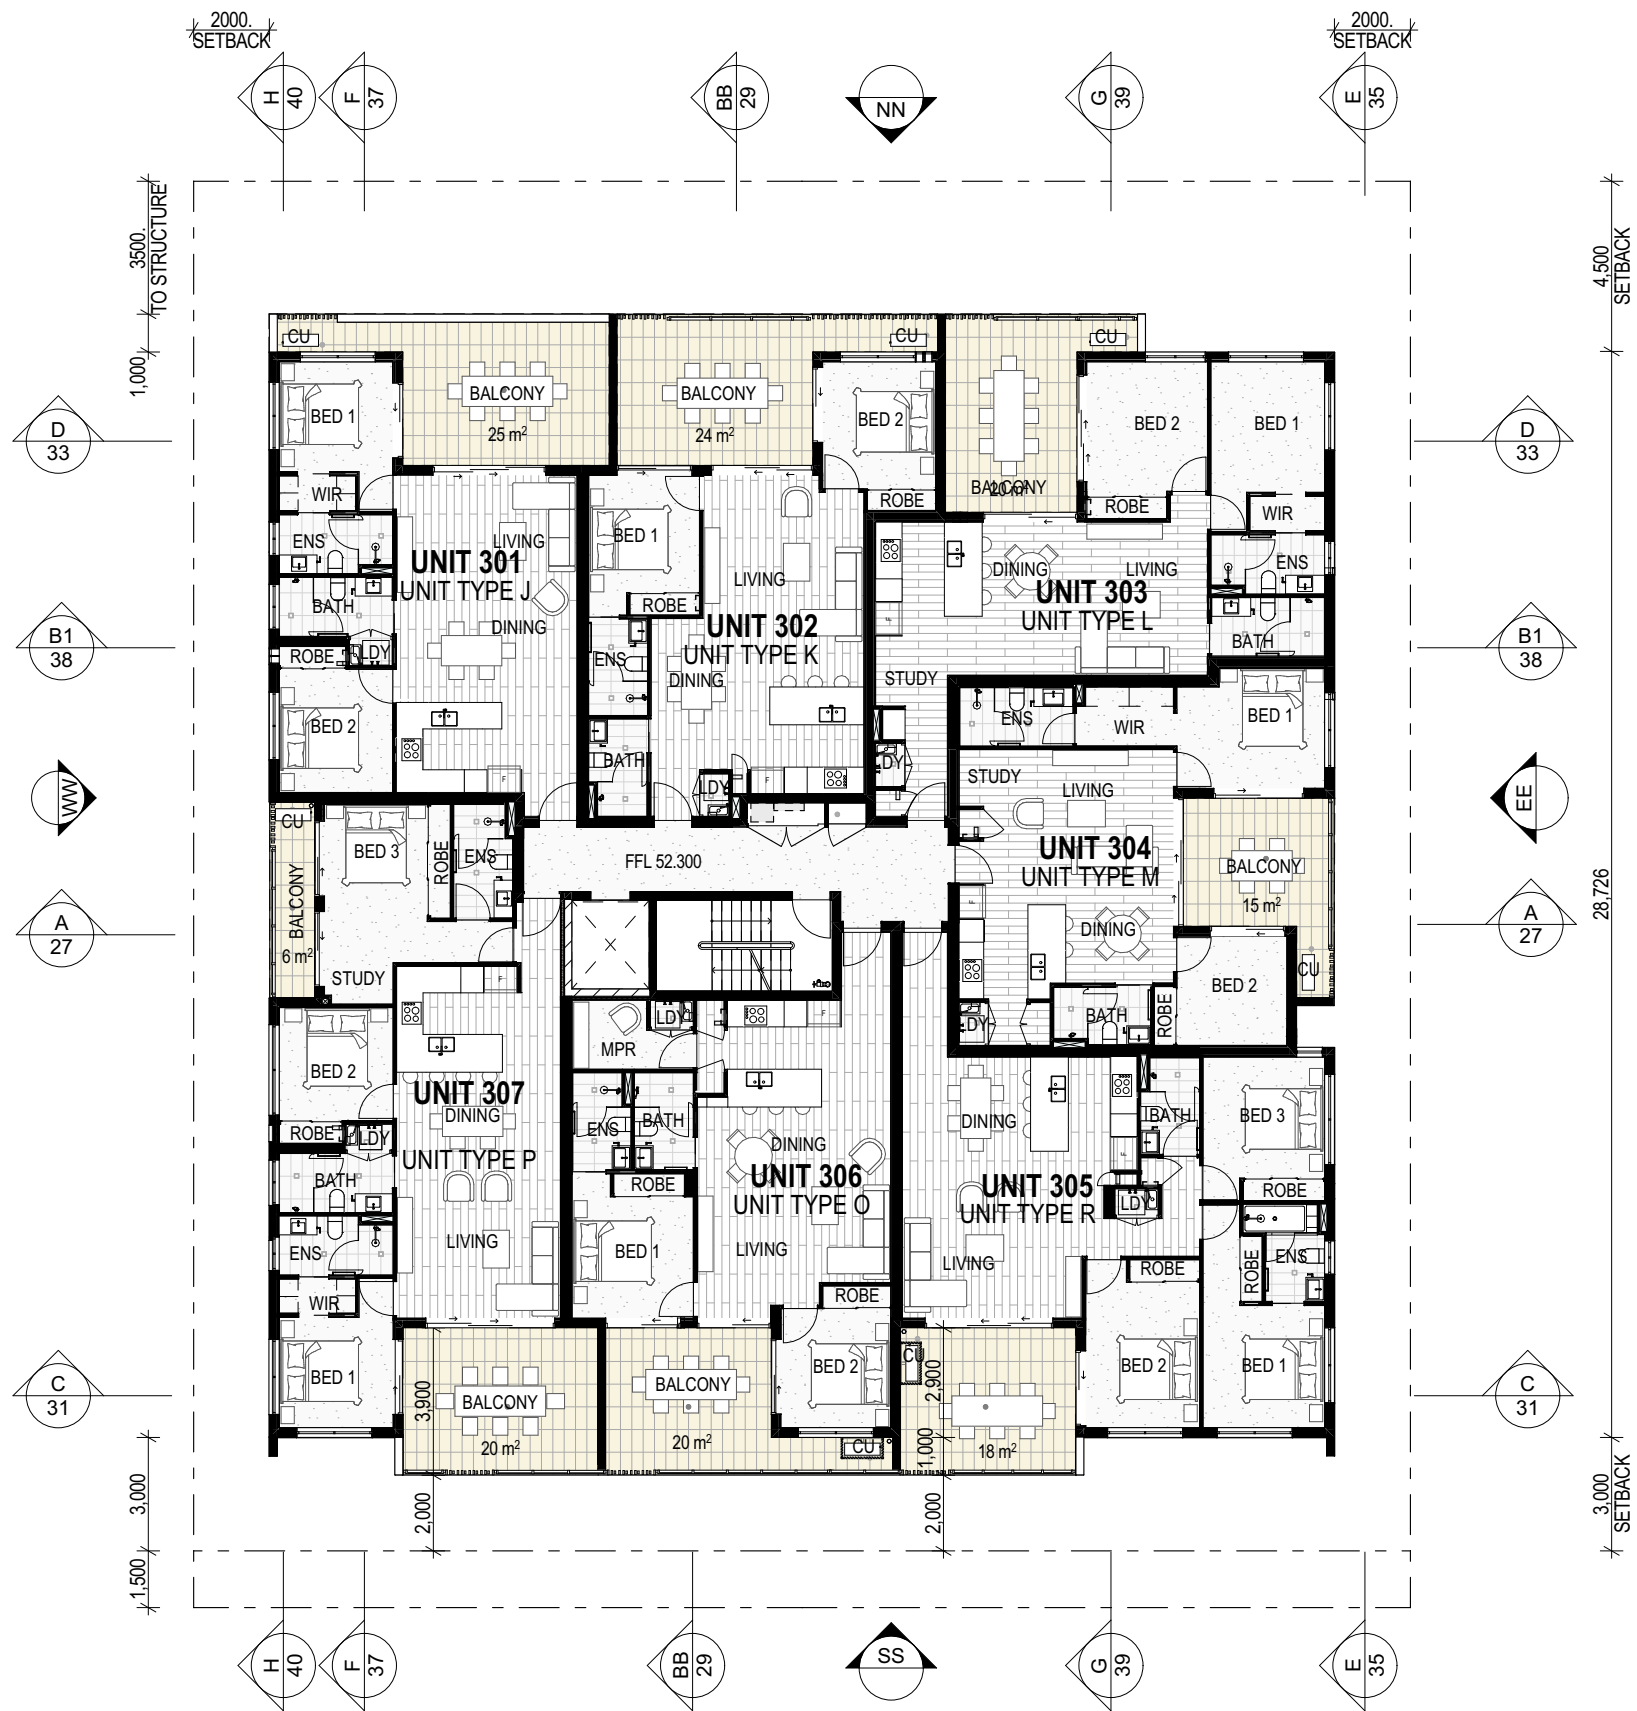 2000.
SETBACK
2000.
SETBACK
H
40
F
37
BB
29
NN
G
39
E
35
3500.
TO STRUCTURE
4,500
SETBACK
1,000
CU
CU
CU
BALCONY
25 m²
BALCONY
24 m²
BALCONY
20 m²
BED 1
BED 2
BED 2
BED 1
D
33
D
33
WIR
ROBE
ROBE
WIR
ENS
LIVING
BED 1
DINING
LIVING
ENS
UNIT 301
UNIT TYPE J
LIVING
UNIT 303
UNIT TYPE L
BATH
ROBE
DINING
UNIT 302
UNIT TYPE K
BATH
B1
38
B1
38
LDY
ROBE
ENS
DINING
STUDY
F
BED 2
ENS
WIR
BED 1
F
BATH
LDY
F
LDY
STUDY
LIVING
WW
EE
CU
BED 3
ROBE
ENS
FFL 52.300
UNIT 304
UNIT TYPE M
BALCONY
15 m²
BALCONY
6 m²
A
27
A
27
28,726
STUDY
F
DINING
CU
F
BED 2
LDY
F
LDY
BATH
ROBE
MPR
BED 2
UNIT 307
DINING
UNIT TYPE P
ROBE
LDY
ENS
BATH
DINING
DINING
BATH
BED 3
F
BATH
UNIT 306
UNIT TYPE O
ROBE
UNIT 305
UNIT TYPE R
LDY
ROBE
ENS
LIVING
BED 1
LIVING
LIVING
ROBE
ROBE
ENS
WIR
ROBE
BED 1
BALCONY
3,900
20 m²
BALCONY
20 m²
BED 2
CU
CU
2,900
1,000
18 m²
BED 2
BED 1
C
31
C
31
3,000
2,000
2,000
3,000
SETBACK
1,500
H
40
F
37
BB
29
SS
G
39
E
35